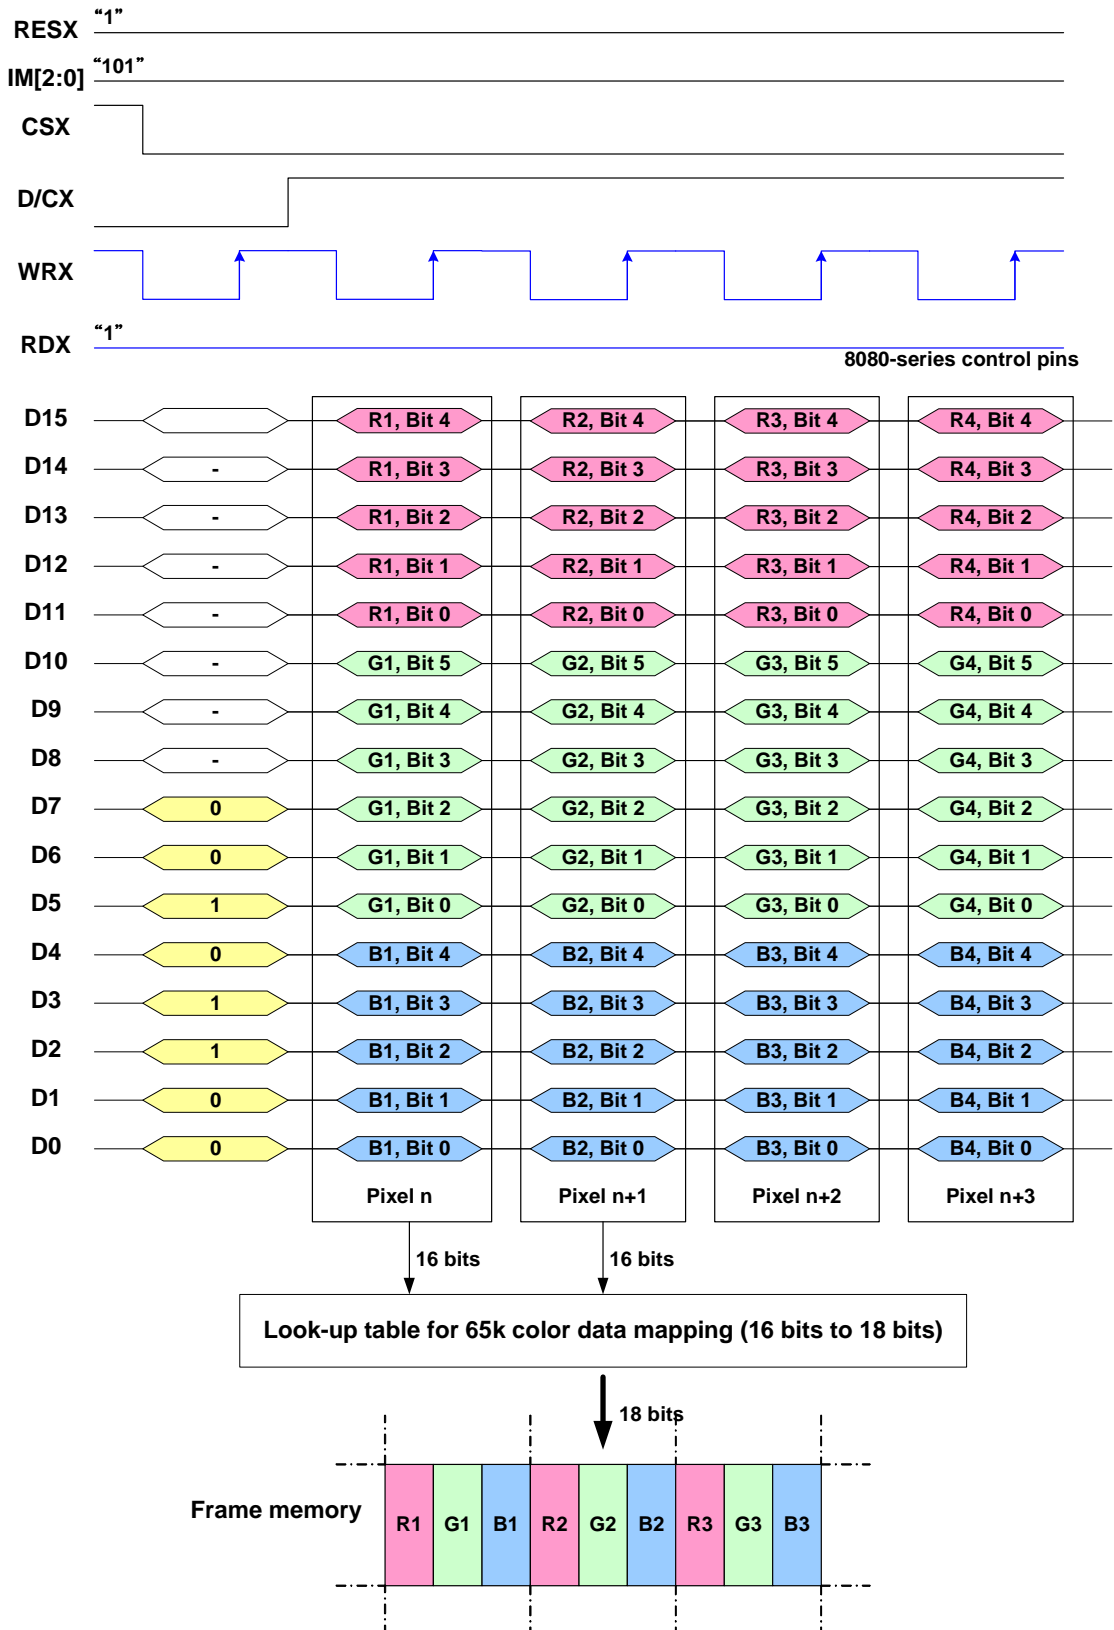 RESX "1"
IM[2:0] "101"
CSX
D/CX
WRX
RDX "1"
8080-series control pins
D15 R1, Bit 4 R2, Bit 4 R3, Bit 4 R4, Bit 4
D14 - R1, Bit 3 R2, Bit 3 R3, Bit 3 R4, Bit 3
D13 - R1, Bit 2 R2, Bit 2 R3, Bit 2 R4, Bit 2
D12 - R1, Bit 1 R2, Bit 1 R3, Bit 1 R4, Bit 1
D11 - R1, Bit 0 R2, Bit 0 R3, Bit 0 R4, Bit 0
D10 - G1, Bit 5 G2, Bit 5 G3, Bit 5 G4, Bit 5
D9 - G1, Bit 4 G2, Bit 4 G3, Bit 4 G4, Bit 4
D8 - G1, Bit 3 G2, Bit 3 G3, Bit 3 G4, Bit 3
D7 0 G1, Bit 2 G2, Bit 2 G3, Bit 2 G4, Bit 2
D6 0 G1, Bit 1 G2, Bit 1 G3, Bit 1 G4, Bit 1
D5 1 G1, Bit 0 G2, Bit 0 G3, Bit 0 G4, Bit 0
D4 0 B1, Bit 4 B2, Bit 4 B3, Bit 4 B4, Bit 4
D3 1 B1, Bit 3 B2, Bit 3 B3, Bit 3 B4, Bit 3
D2 1 B1, Bit 2 B2, Bit 2 B3, Bit 2 B4, Bit 2
D1 0 B1, Bit 1 B2, Bit 1 B3, Bit 1 B4, Bit 1
D0 0 B1, Bit 0 B2, Bit 0 B3, Bit 0 B4, Bit 0
Pixel n Pixel n+1 Pixel n+2 Pixel n+3
16 bits 16 bits
Look-up table for 65k color data mapping (16 bits to 18 bits)
18 bits
Frame memory R1 G1 B1 R2 G2 B2 R3 G3 B3